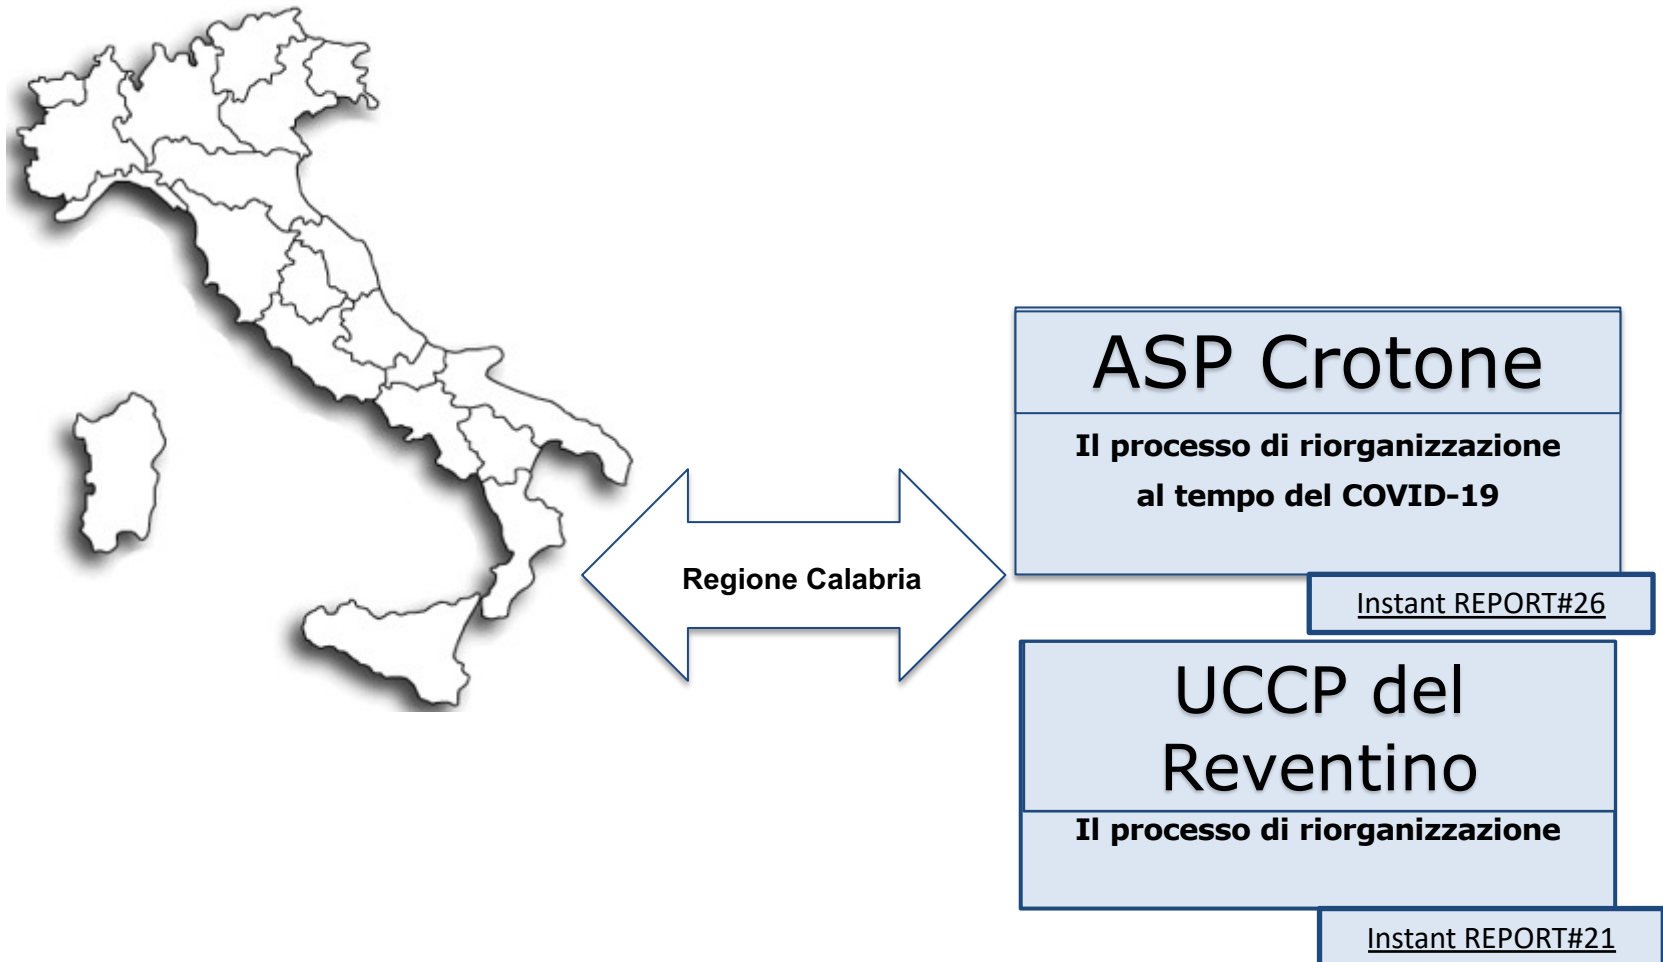 Regione Calabria
ASP Crotone
Il processo di riorganizzazione
al tempo del COVID-19
Instant REPORT#26
UCCP del
Reventino
Il processo di riorganizzazione
Instant REPORT#21